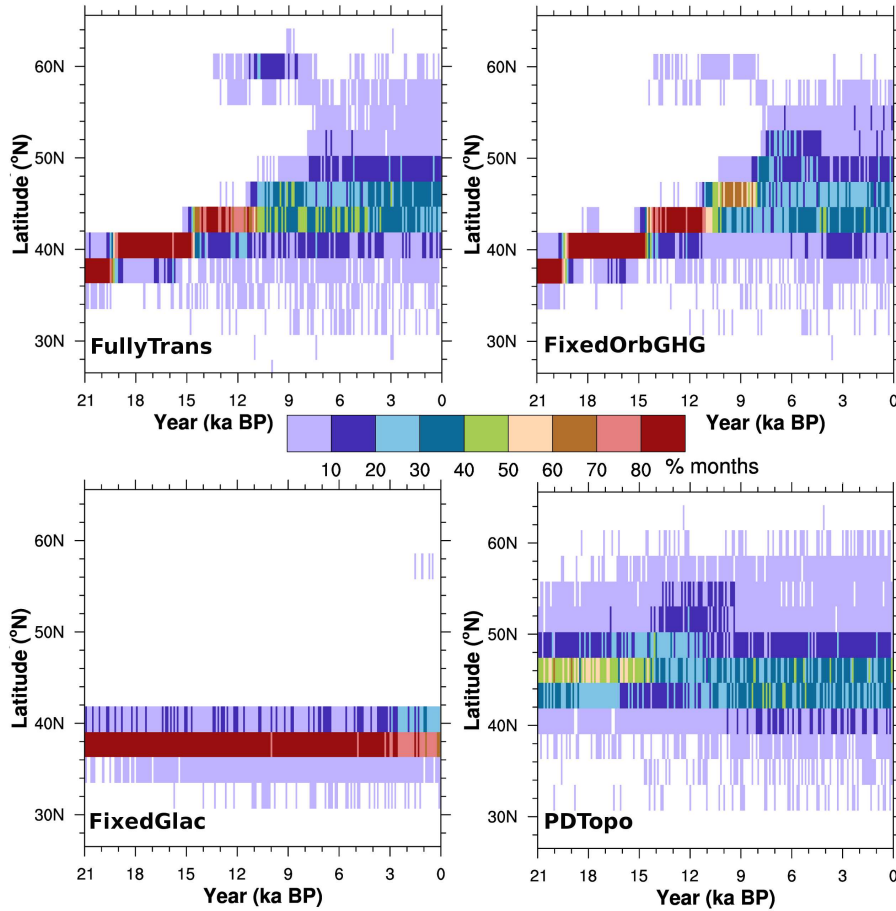 60N
50N
40N
30N
Latitude (°N)
FullyTrans
21 18 15 12 9 6 3 0
Year (ka BP)
60N
50N
40N
30N
Latitude (°N)
FixedOrbGHG
21 18 15 12 9 6 3 0
Year (ka BP)
10 20 30 40 50 60 70 80 % months
60N
50N
40N
30N
Latitude (°N)
FixedGlac
21 18 15 12 9 6 3 0
Year (ka BP)
60N
50N
40N
30N
Latitude (°N)
PDTopo
21 18 15 12 9 6 3 0
Year (ka BP)